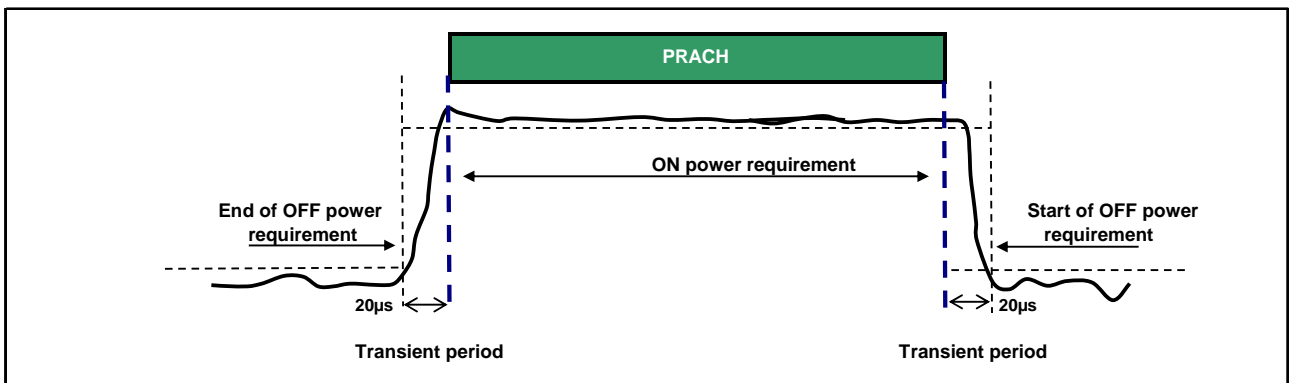 PRACH
ON power requirement
End of OFF power
requirement
Start of OFF power
requirement
20µs
20µs
Transient period
Transient period